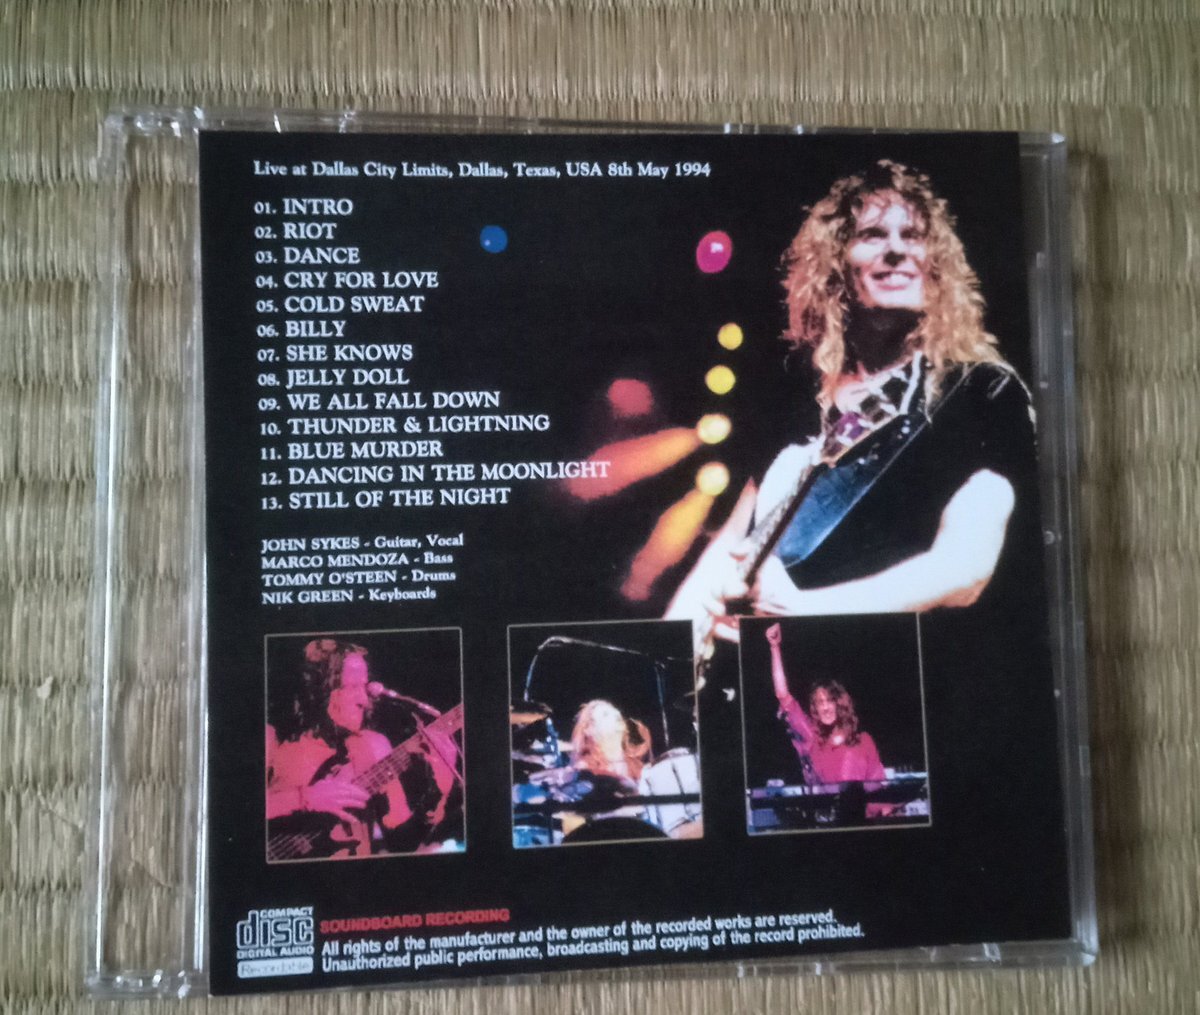 Live at Dallas City Limits, Dallas, Texas, USA 8th May 1994
01. INTRO
02. RIOT
03. DANCE
04. CRY FOR LOVE
05. COLD SWEAT
06. BILLY
07. SHE KNOWS
08. JELLY DOLL
09. WE ALL FALL DOWN
10. THUNDER & LIGHTNING
11. BLUE MURDER
12. DANCING IN THE MOONLIGHT
13. STILL OF THE NIGHT
JOHN SYKES - Guitar, Vocal
MARCO MENDOZA - Bass
TOMMY O'STEEN - Drums
NIK GREEN - Keyboards
COMPACT
disc
DIGITAL AUDIO
Recordable
SOUNDBOARD RECORDING
All rights of the manufacturer and the owner of the recorded works are reserved.
Unauthorized public performance, broadcasting and copying of the record prohibited.